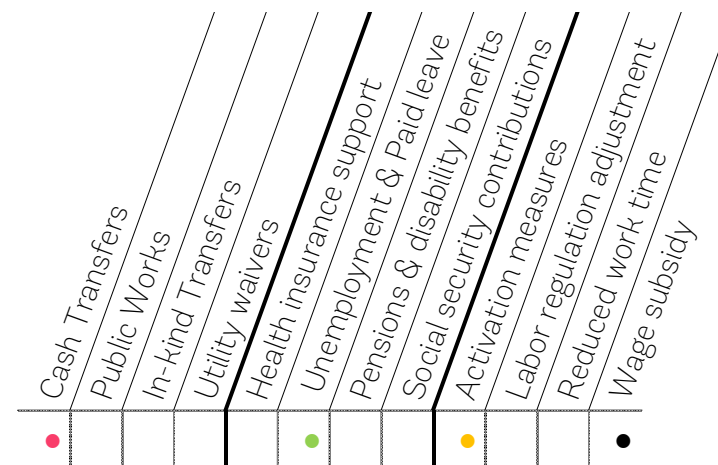 Cash Transfers
Public Works
In-kind Transfers
Utility waivers
Health insurance support
Unemployment & Paid leave
Pensions & disability benefits
Social security contributions
Activation measures
Labor regulation adjustment
Reduced work time
Wage subsidy